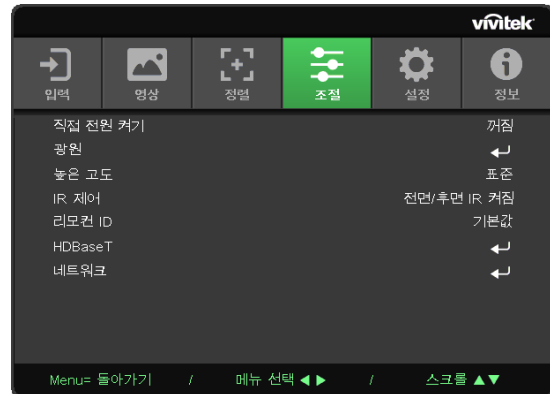 vivitek
입력 영상 정렬 조절 설정 정보
직접 전원 켜기 꺼짐
광원
높은 고도 표준
IR 제어 전면/후면 IR 켜짐
리모컨 ID 기본값
HDBaseT
네트워크
Menu= 돌아가기 / 메뉴 선택 ◀ ▶ / 스크롤 ▲▼